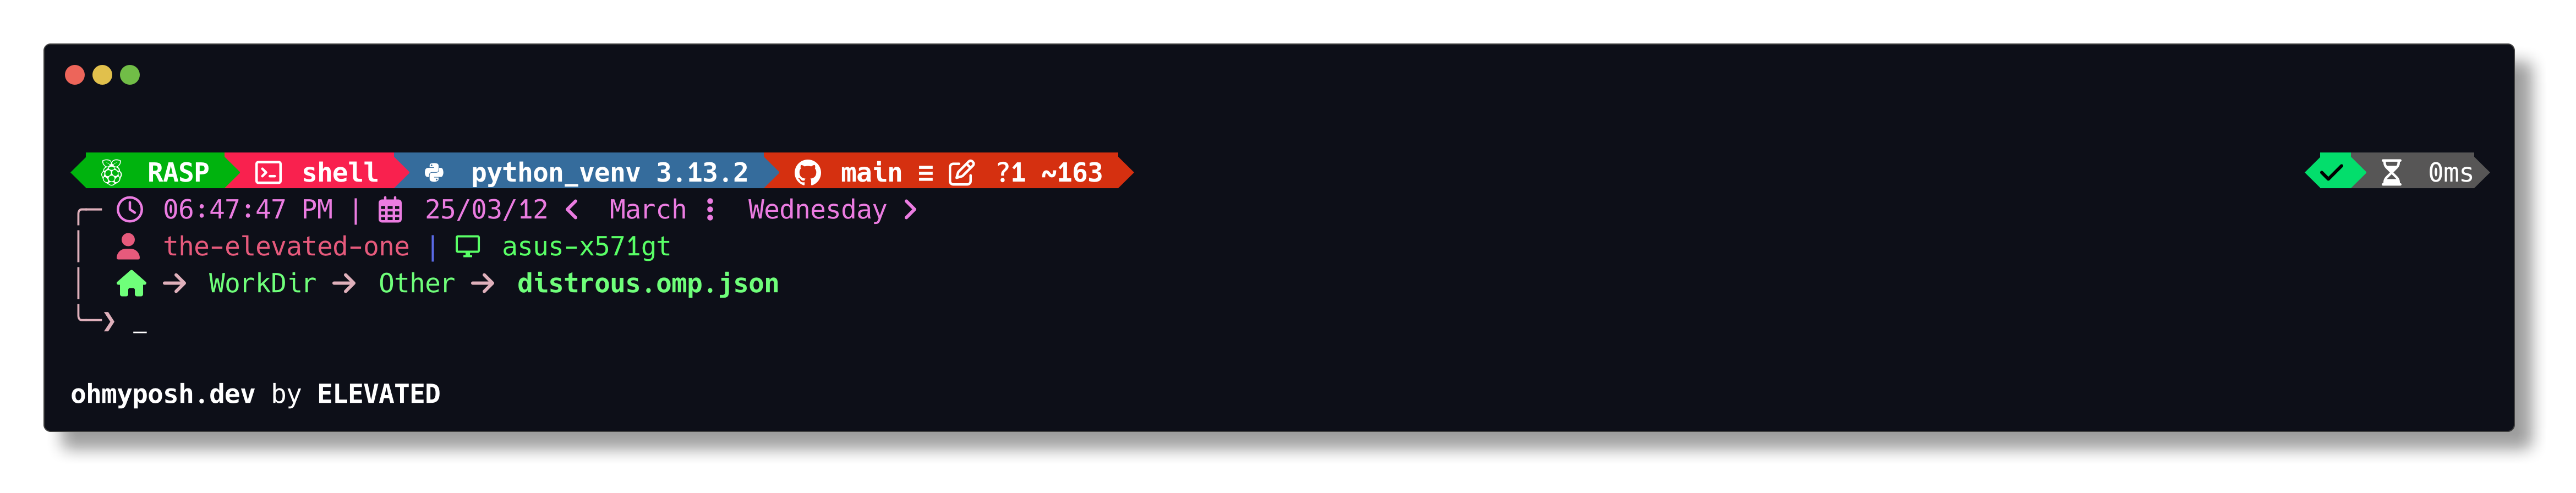 RASP shell python_venv 3.13.2 main ≡ ?1 ~163 0ms
06:47:47 PM | 25/03/12 < March ⋮ Wednesday >
the-elevated-one | asus-x571gt
→ WorkDir → Other → distrous.omp.json
❯ _
ohmyposh.dev by ELEVATED